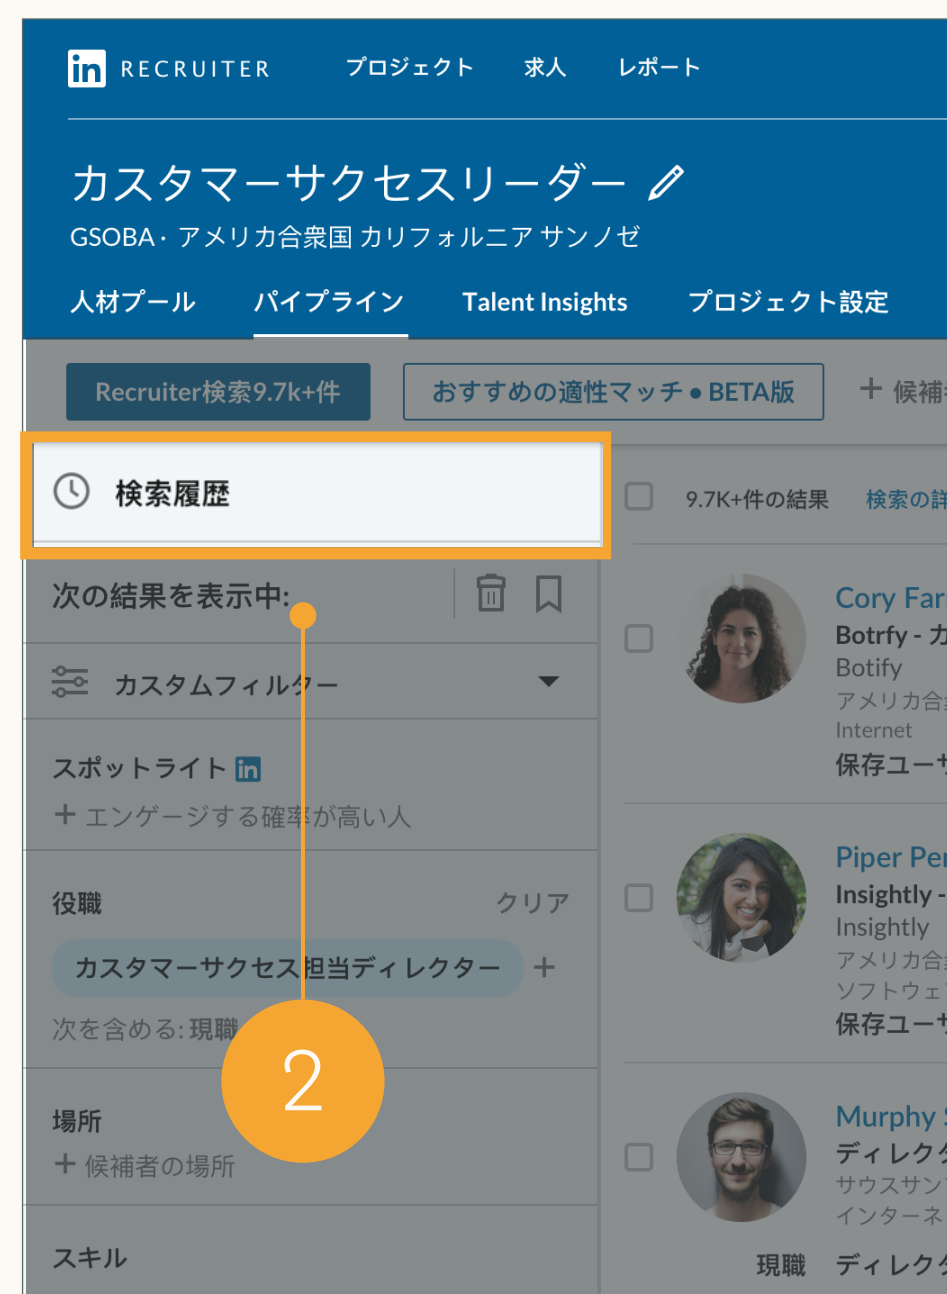 in RECRUITER プロジェクト 求人 レポート
カスタマーサクセスリーダー
GSOBA・アメリカ合衆国 カリフォルニア サンノゼ
人材プール パイプライン Talent Insights プロジェクト設定
Recruiter検索9.7k+件 おすすめの適性マッチ • BETA版 + 候補
検索履歴
9.7K+件の結果 検索の
次の結果を表示中:
カスタムフィルター
スポットライト in
+ エンゲージする確率が高い人
役職 クリア
カスタマーサクセス担当ディレクター +
次を含める: 現職
2
場所
+ 候補者の場所
スキル
Cory Far
Botrfy - カ
Botify
アメリカ合
Internet
保存ユーザ
Piper Per
Insightly -
Insightly
アメリカ合
ソフトウェ
保存ユーザ
Murphy
ディレクタ
サウスサン
インターネ
現職 ディレクタ